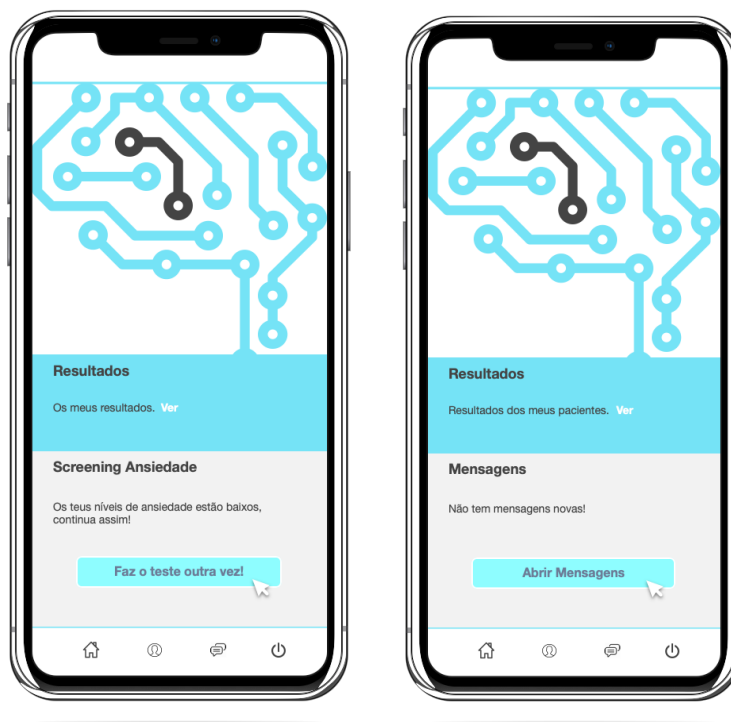 Resultados
Os meus resultados. Ver
Screening Ansiedade
Os teus níveis de ansiedade estão baixos,
continua assim!
Faz o teste outra vez!
Resultados
Resultados dos meus pacientes. Ver
Mensagens
Não tem mensagens novas!
Abrir Mensagens